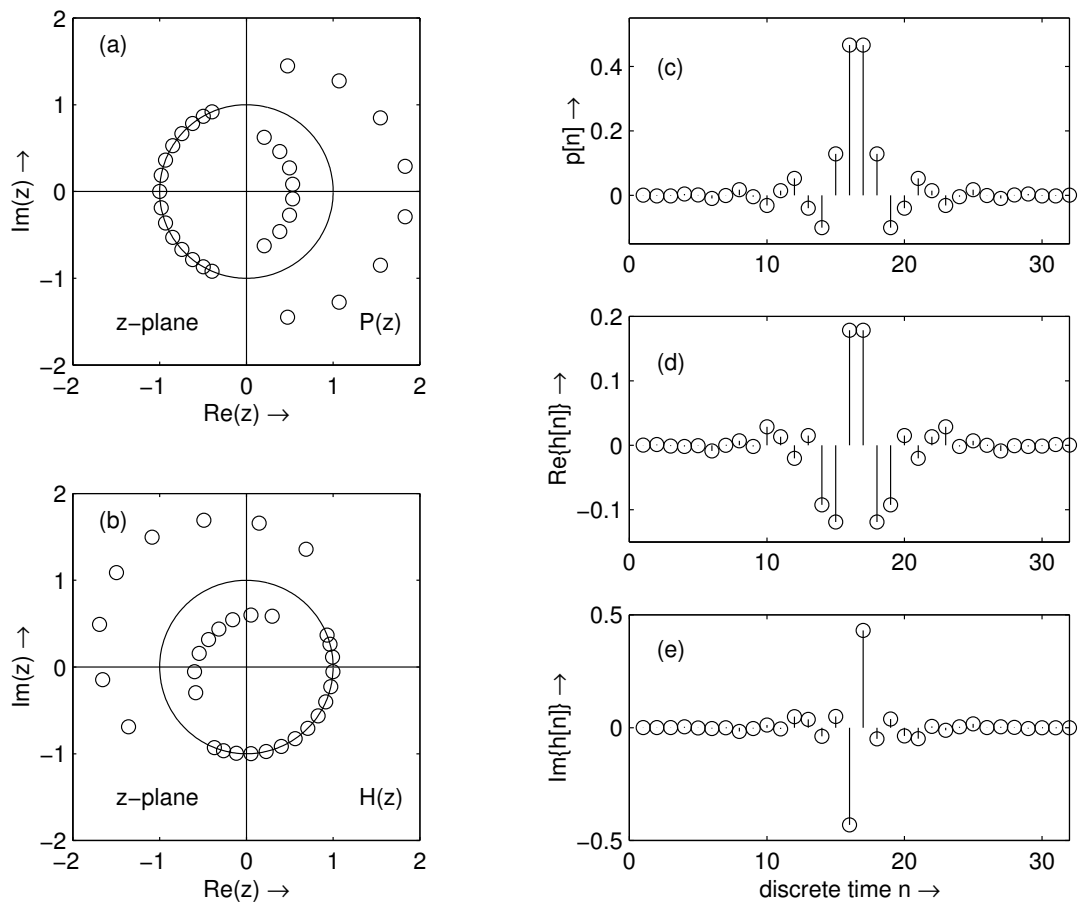 2
1
0
−1
−2
−2
−1
0
1
2
Re(z) →
Im(z) →
(a)
z−plane
P(z)
2
1
0
−1
−2
−2
−1
0
1
2
Re(z) →
Im(z) →
(b)
z−plane
H(z)
0.4
0.2
0
0
10
20
30
p[n] →
(c)
0.2
0.1
0
−0.1
0
10
20
30
Re{h[n]} →
(d)
0.5
0
−0.5
0
10
20
30
Im{h[n]} →
(e)
discrete time n →